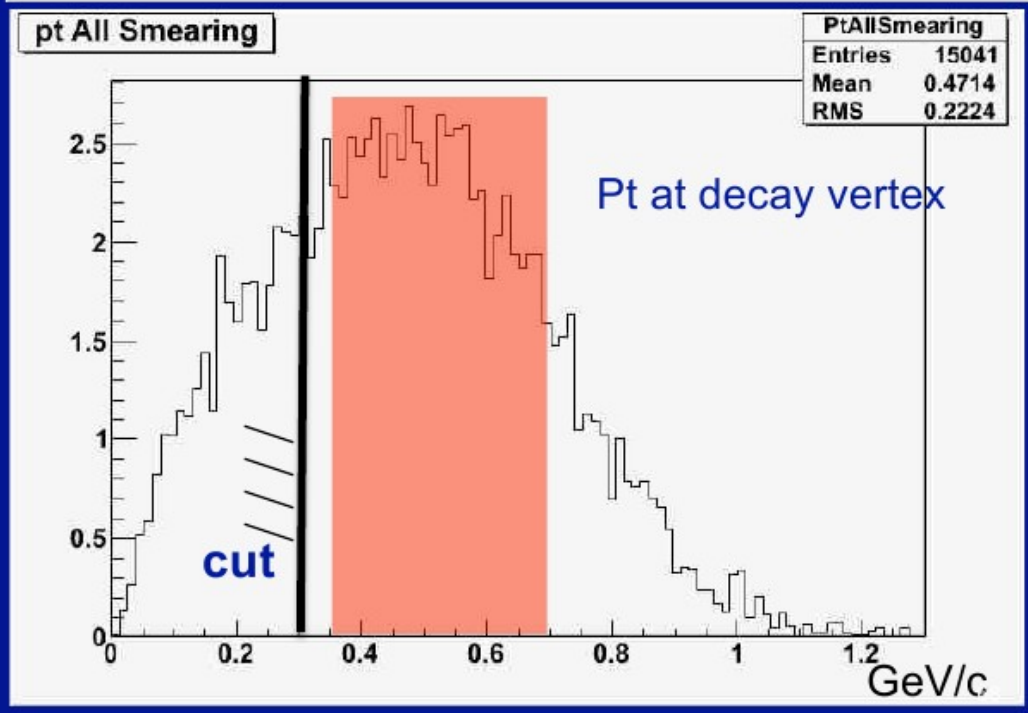 pt All Smearing
PtAllSmearing
Entries 15041
Mean 0.4714
RMS 0.2224
Pt at decay vertex
2.5
2
1.5
1
0.5
0
cut
0 0.2 0.4 0.6 0.8 1 1.2
GeV/c